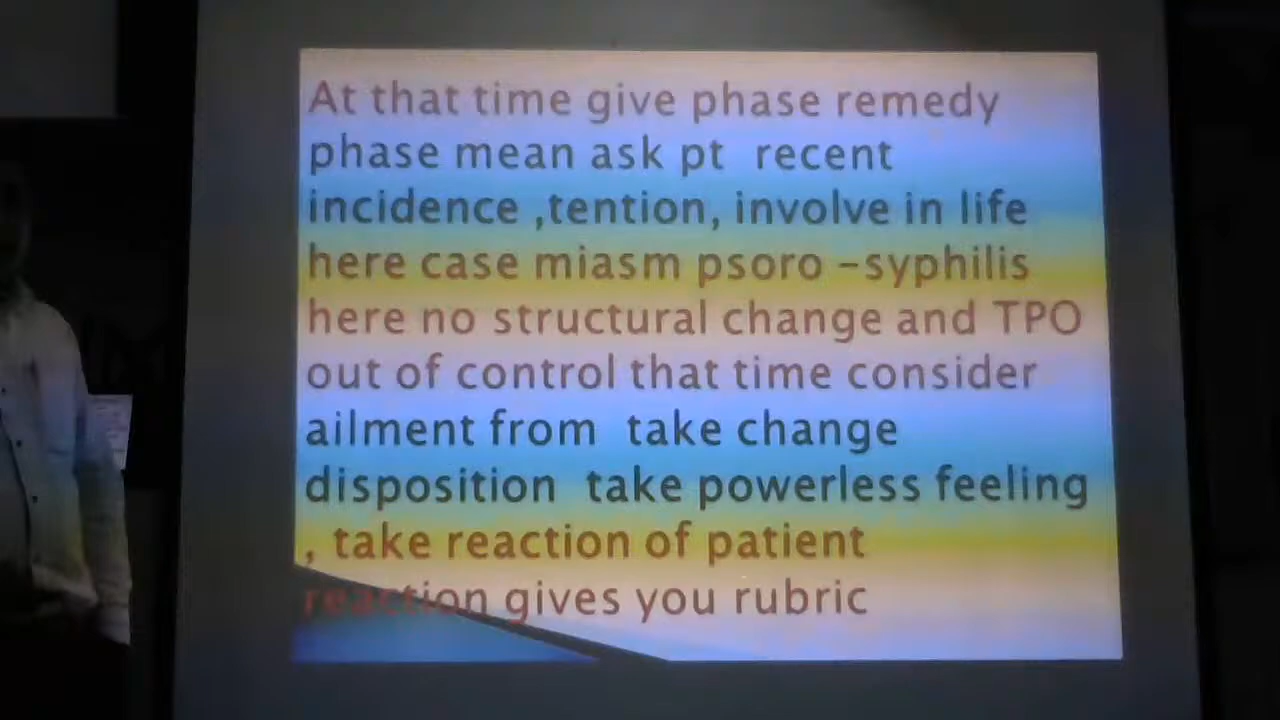 At that time give phase remedy
phase mean ask pt recent
incidence ,tention, involve in life
here case miasm psoro -syphilis
here no structural change and TPO
out of control that time consider
ailment from take change
disposition take powerless feeling
, take reaction of patient
reaction gives you rubric